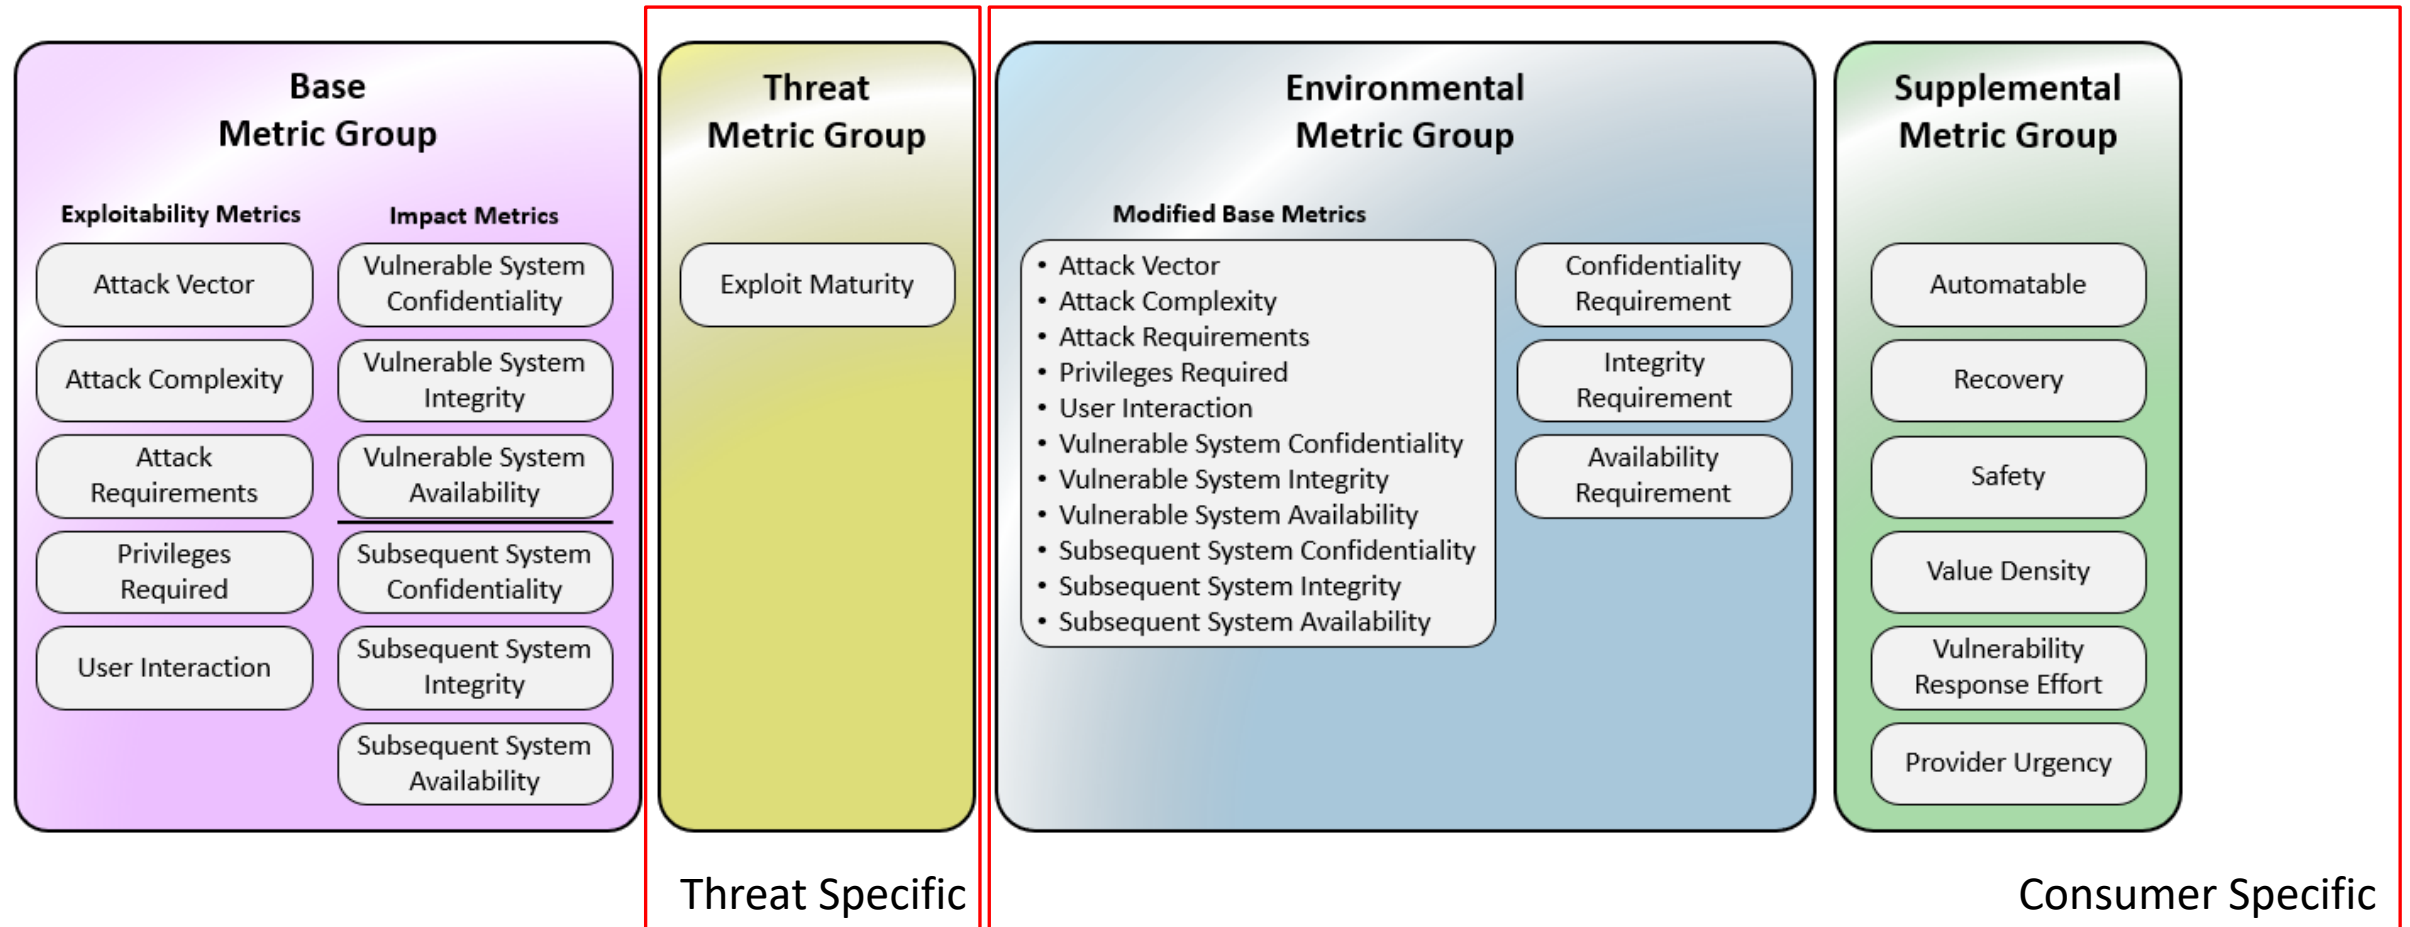 Base
Metric Group
Exploitability Metrics
Attack Vector
Attack Complexity
Attack
Requirements
Privileges
Required
User Interaction
Impact Metrics
Vulnerable System
Confidentiality
Vulnerable System
Integrity
Vulnerable System
Availability
Subsequent System
Confidentiality
Subsequent System
Integrity
Subsequent System
Availability
Threat
Metric Group
Exploit Maturity
Threat Specific
Environmental
Metric Group
Modified Base Metrics
• Attack Vector
• Attack Complexity
• Attack Requirements
• Privileges Required
• User Interaction
• Vulnerable System Confidentiality
• Vulnerable System Integrity
• Vulnerable System Availability
• Subsequent System Confidentiality
• Subsequent System Integrity
• Subsequent System Availability
Confidentiality
Requirement
Integrity
Requirement
Availability
Requirement
Supplemental
Metric Group
Automatable
Recovery
Safety
Value Density
Vulnerability
Response Effort
Provider Urgency
Consumer Specific